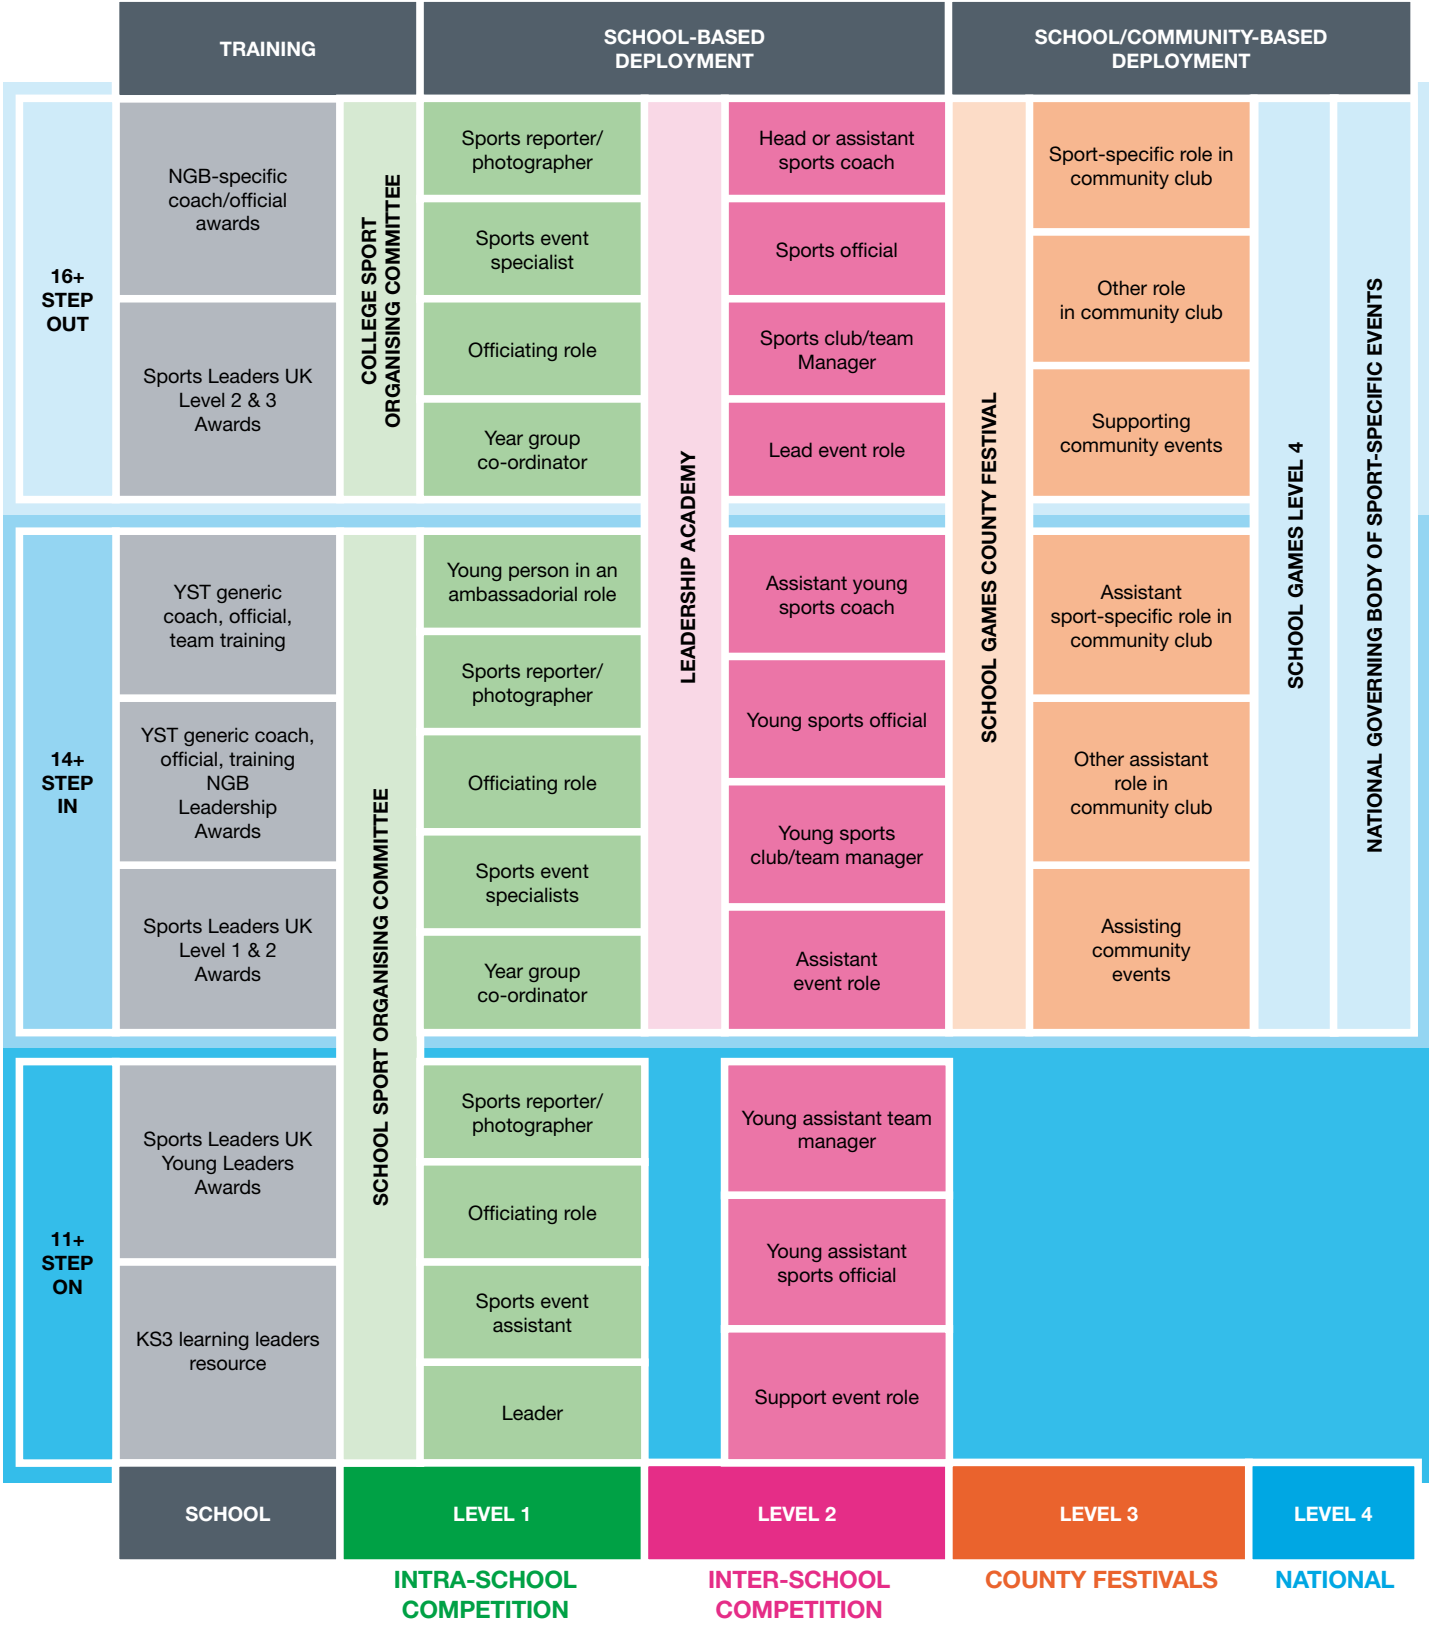 TRAINING
SCHOOL-BASED
DEPLOYMENT
SCHOOL/COMMUNITY-BASED
DEPLOYMENT
16+
STEP
OUT
NGB-specific
coach/official
awards
Sports Leaders UK
Level 2 & 3
Awards
COLLEGE SPORT
ORGANISING COMMITTEE
Sports reporter/
photographer
Sports event
specialist
Officiating role
Year group
co-ordinator
LEADERSHIP ACADEMY
Head or assistant
sports coach
Sports official
Sports club/team
Manager
Lead event role
SCHOOL GAMES COUNTY FESTIVAL
Sport-specific role in
community club
Other role
in community club
Supporting
community events
SCHOOL GAMES LEVEL 4
NATIONAL GOVERNING BODY OF SPORT-SPECIFIC EVENTS
14+
STEP
IN
YST generic
coach, official,
team training
YST generic coach,
official, training
NGB
Leadership
Awards
Sports Leaders UK
Level 1 & 2
Awards
SCHOOL SPORT ORGANISING COMMITTEE
Young person in an
ambassadorial role
Sports reporter/
photographer
Officiating role
Sports event
specialists
Year group
co-ordinator
Assistant young
sports coach
Young sports official
Young sports
club/team manager
Assistant
event role
Assistant
sport-specific role in
community club
Other assistant
role in
community club
Assisting
community
events
11+
STEP
ON
Sports Leaders UK
Young Leaders
Awards
KS3 learning leaders
resource
Sports reporter/
photographer
Officiating role
Sports event
assistant
Leader
Young assistant team
manager
Young assistant
sports official
Support event role
SCHOOL
LEVEL 1
LEVEL 2
LEVEL 3
LEVEL 4
INTRA-SCHOOL
COMPETITION
INTER-SCHOOL
COMPETITION
COUNTY FESTIVALS
NATIONAL